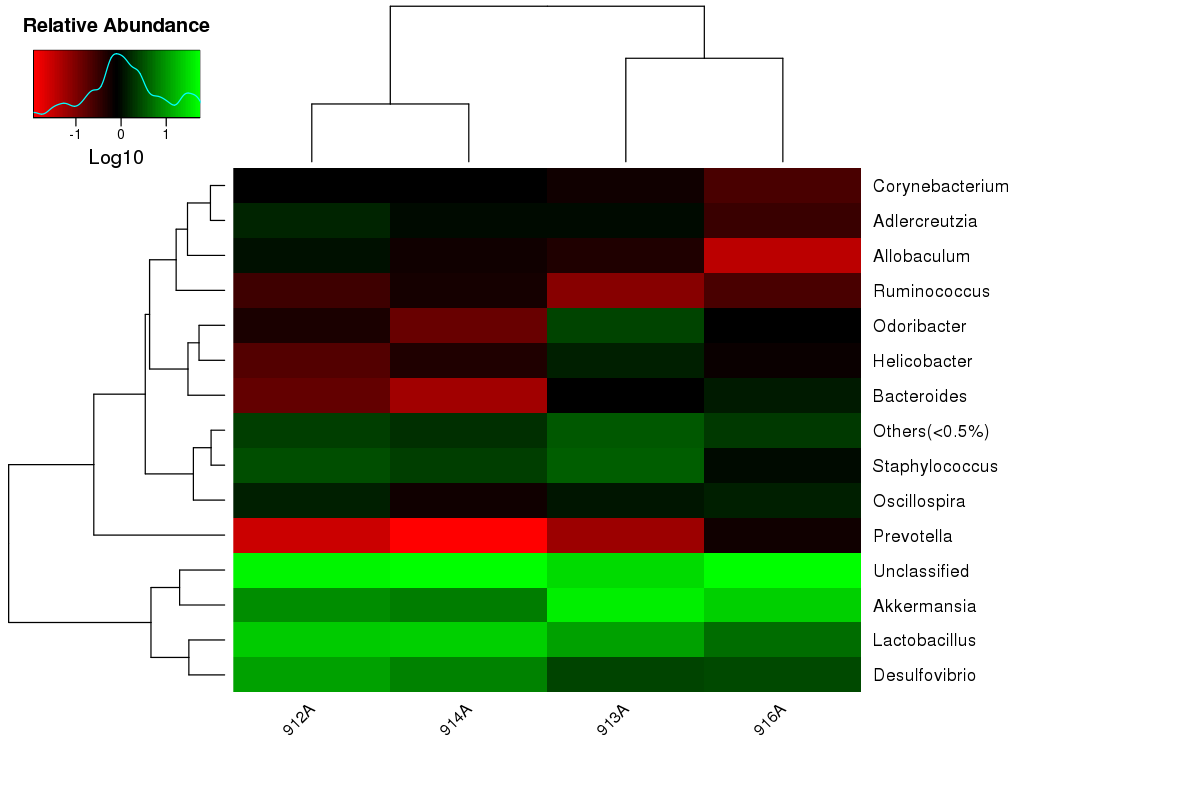 Relative Abundance
-1 0 1
Log10
Corynebacterium
Adlercreutzia
Allobaculum
Ruminococcus
Odoribacter
Helicobacter
Bacteroides
Others(<0.5%)
Staphylococcus
Oscillospira
Prevotella
Unclassified
Akkermansia
Lactobacillus
Desulfovibrio
912A 914A 913A 916A